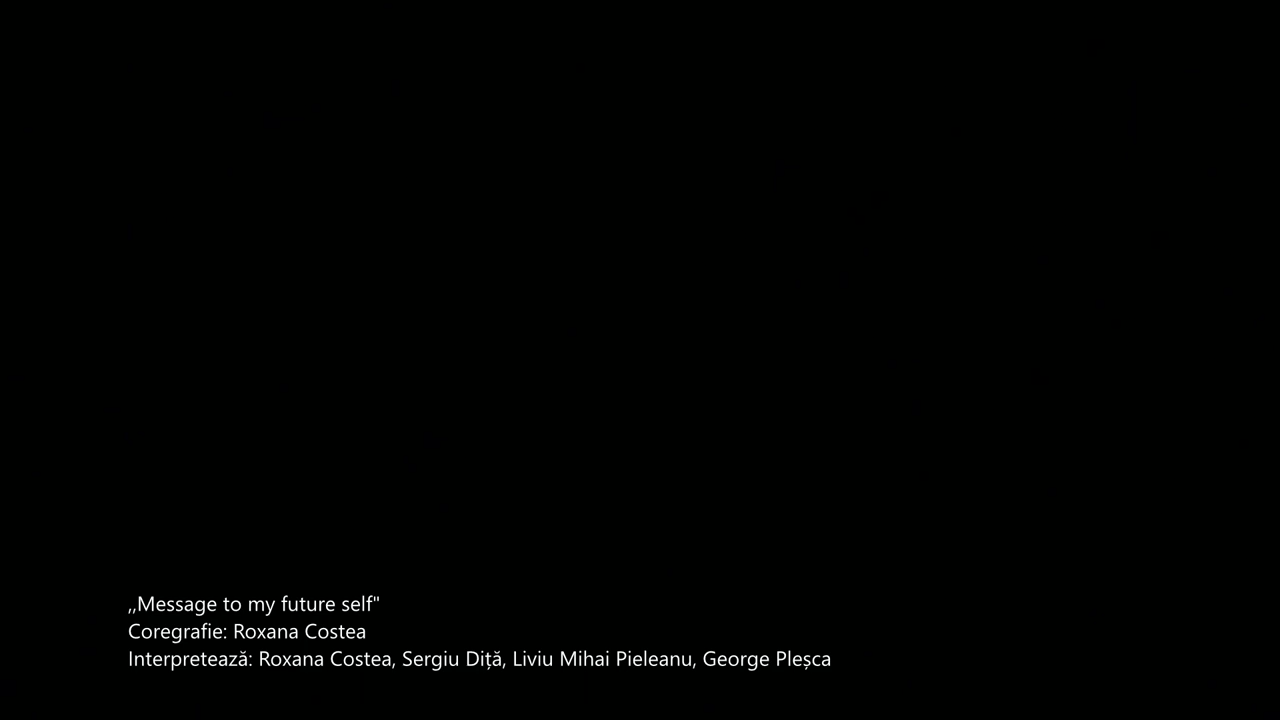 ,,Message to my future self"
Coregrafie: Roxana Costea
Interpretează: Roxana Costea, Sergiu Diță, Liviu Mihai Pieleanu, George Pleșca